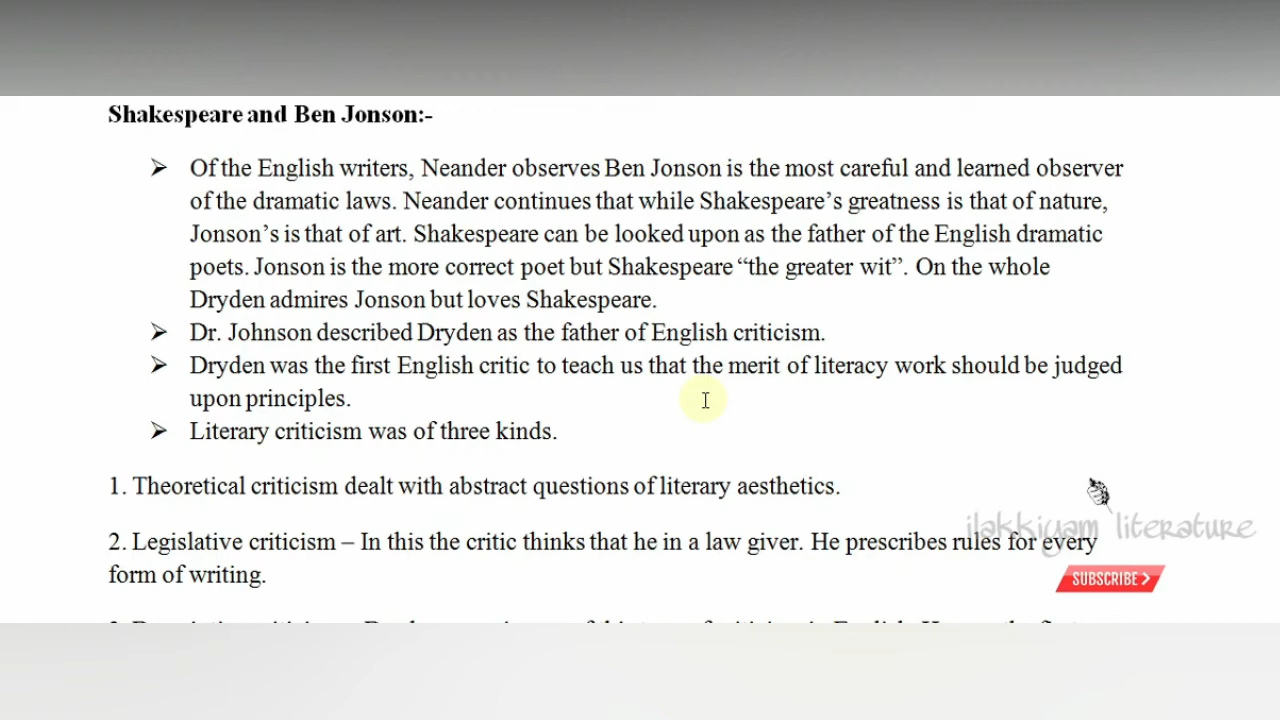 Shakespeare and Ben Jonson:-
➢ Of the English writers, Neander observes Ben Jonson is the most careful and learned observer
of the dramatic laws. Neander continues that while Shakespeare’s greatness is that of nature,
Jonson’s is that of art. Shakespeare can be looked upon as the father of the English dramatic
poets. Jonson is the more correct poet but Shakespeare “the greater wit”. On the whole
Dryden admires Jonson but loves Shakespeare.
➢ Dr. Johnson described Dryden as the father of English criticism.
➢ Dryden was the first English critic to teach us that the merit of literacy work should be judged
upon principles.
➢ Literary criticism was of three kinds.
1. Theoretical criticism dealt with abstract questions of literary aesthetics.
2. Legislative criticism – In this the critic thinks that he in a law giver. He prescribes rules for every
form of writing.
ilakkiyam literature
SUBSCRIBE >